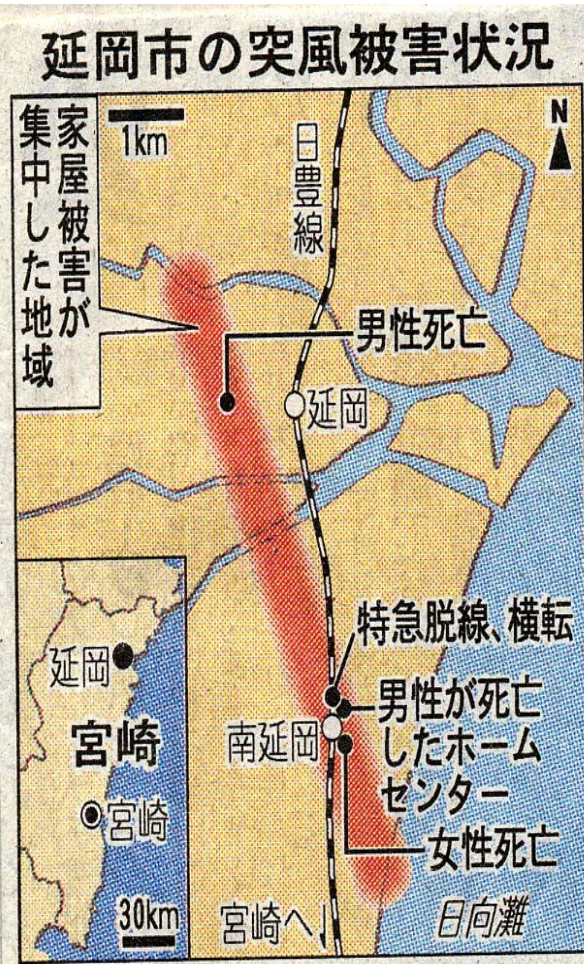 延岡市の突風被害状況
家屋被害が
集中した地域
1km
日豊線
N
男性死亡
延岡
特急脱線、横転
男性が死亡
したホーム
センター
南延岡
女性死亡
宮崎へ↓
日向灘
延岡
宮崎
宮崎
30km